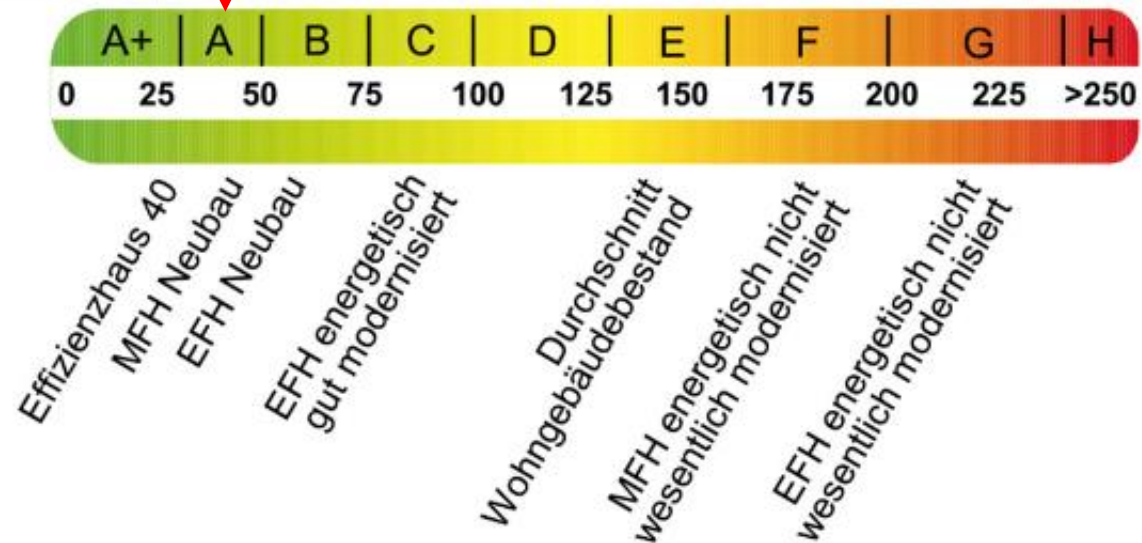 A+ A B C D E F G H
0 25 50 75 100 125 150 175 200 225 >250
Effizienzhaus 40
MFH Neubau
EFH Neubau
EFH energetisch
gut modernisiert
Durchschnitt
Wohngebäudebestand
MFH energetisch nicht
wesentlich modernisiert
EFH energetisch nicht
wesentlich modernisiert